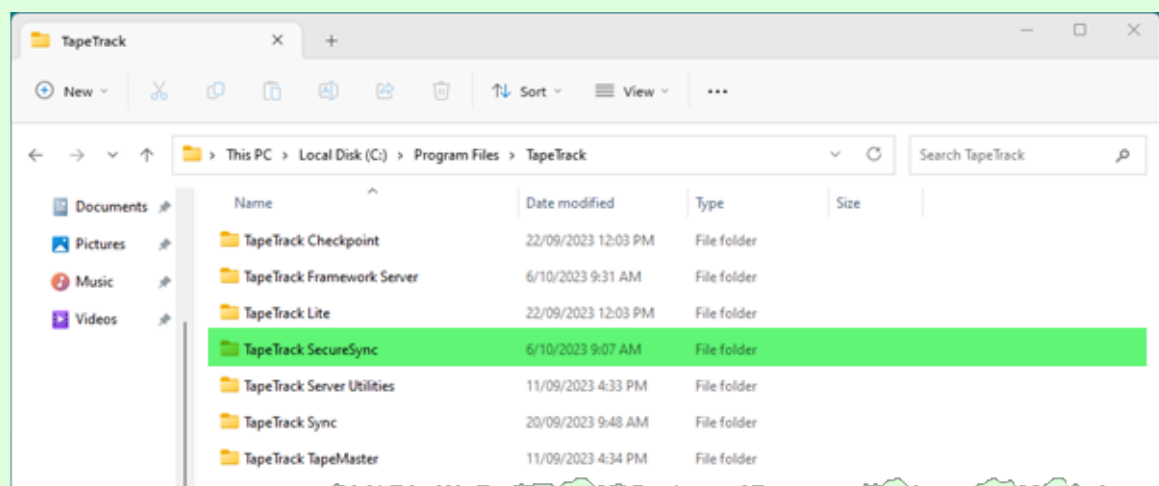 TapeTrack
New Sort View
This PC > Local Disk (C:) > Program Files > TapeTrack Search TapeTrack
Documents Name Date modified Type Size
TapeTrack Checkpoint 22/09/2023 12:03 PM File folder
Pictures
TapeTrack Framework Server 6/10/2023 9:31 AM File folder
Music
TapeTrack Lite 22/09/2023 12:03 PM File folder
Videos
TapeTrack SecureSync 6/10/2023 9:07 AM File folder
TapeTrack Server Utilities 11/09/2023 4:33 PM File folder
TapeTrack Sync 20/09/2023 9:48 AM File folder
TapeTrack TapeMaster 11/09/2023 4:34 PM File folder